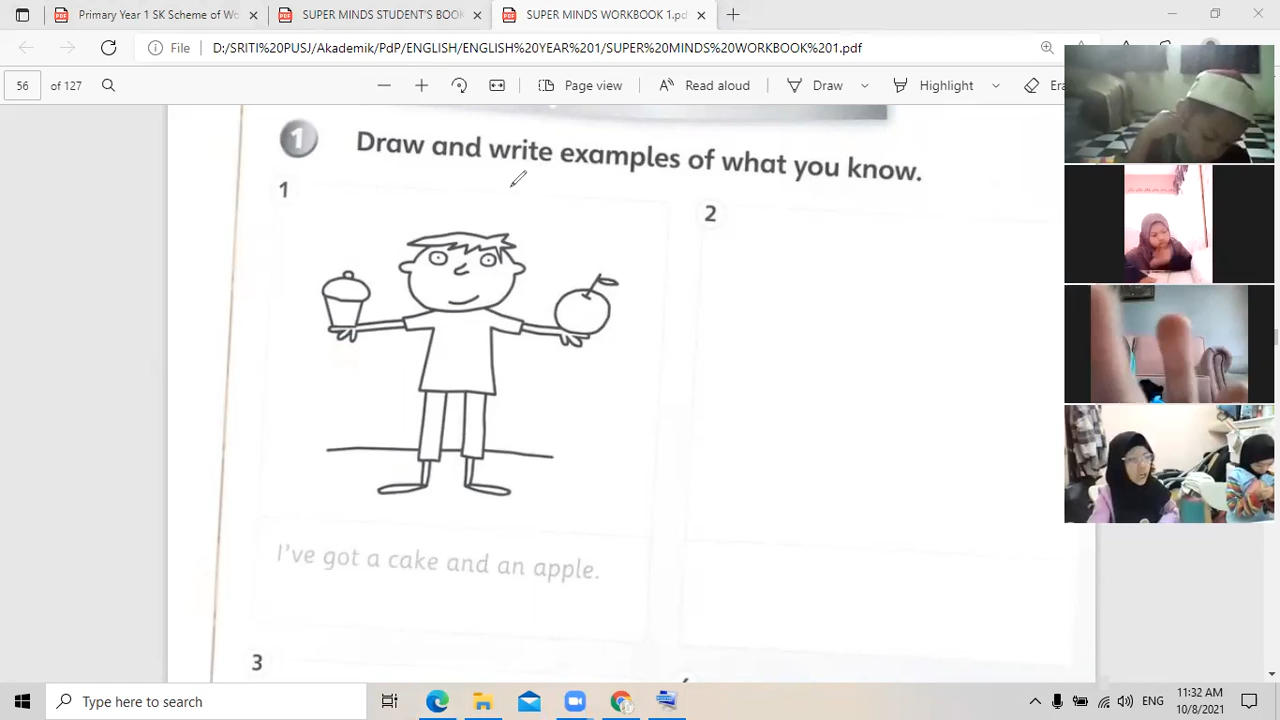 Primary Year 1 SK Scheme of Wo
SUPER MINDS STUDENT'S BOOK
SUPER MINDS WORKBOOK 1.pd
File
D:/SRITI%20PUSJ/Akademik/PdP/ENGLISH/ENGLISH%20YEAR%201/SUPER%20MINDS%20WORKBOOK%201.pdf
56 of 127
Page view
Read aloud
Draw
Highlight
Era
1 Draw and write examples of what you know.
1
2
I've got a cake and an apple.
3
Type here to search
ENG
11:32 AM
10/8/2021